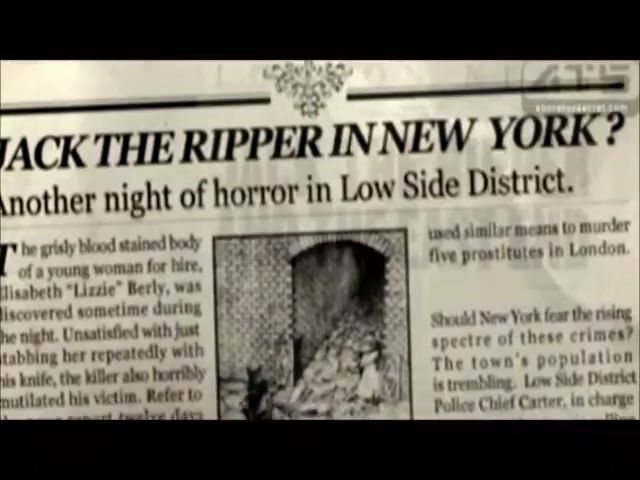 JACK THE RIPPER IN NEW YORK?
Another night of horror in Low Side District.
The grisly blood stained body
of a young woman for hire,
Elisabeth "Lizzie" Berly, was
discovered sometime during
the night. Unsatisfied with just
stabbing her repeatedly with
his knife, the killer also horribly
mutilated his victim. Refer to
twelve days
used similar means to murder
five prostitutes in London.
Should New York fear the rising
spectre of these crimes?
The town's population
is trembling. Low Side District
Police Chief Carter, in charge